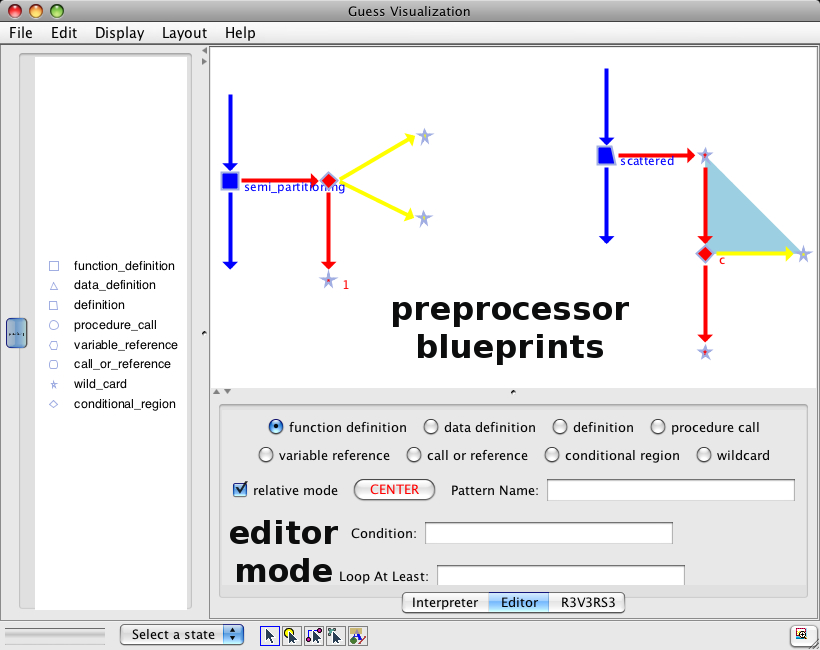 Guess Visualization
File Edit Display Layout Help
function_definition
data_definition
definition
procedure_call
variable_reference
call_or_reference
wild_card
conditional_region
semi_partitioning
1
scattered
c
preprocessor
blueprints
function definition data definition definition procedure call
variable reference call or reference conditional region wildcard
relative mode CENTER Pattern Name:
editor Condition:
mode Loop At Least:
Interpreter Editor R3V3RS3
Select a state